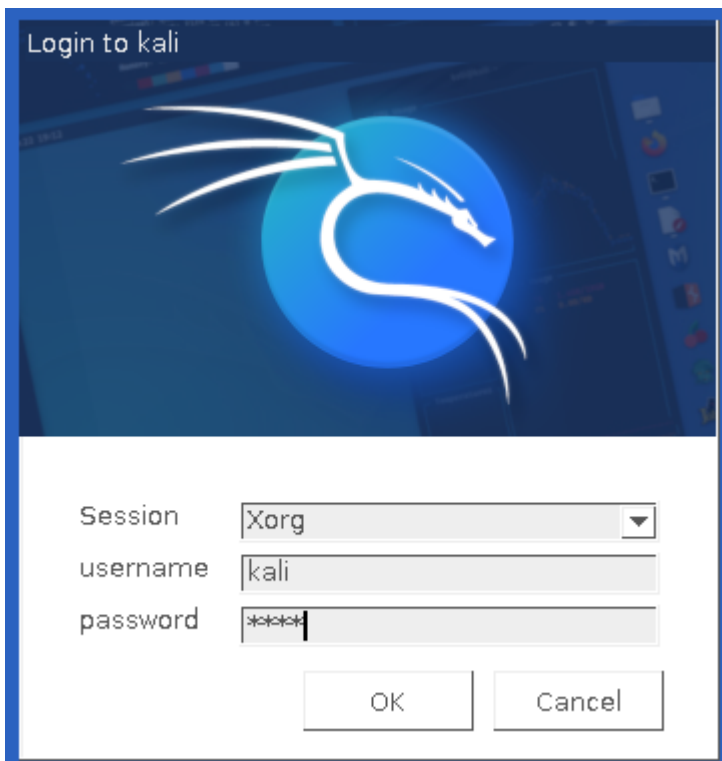 Login to kali
Session Xorg
username kali
password ****
OK Cancel